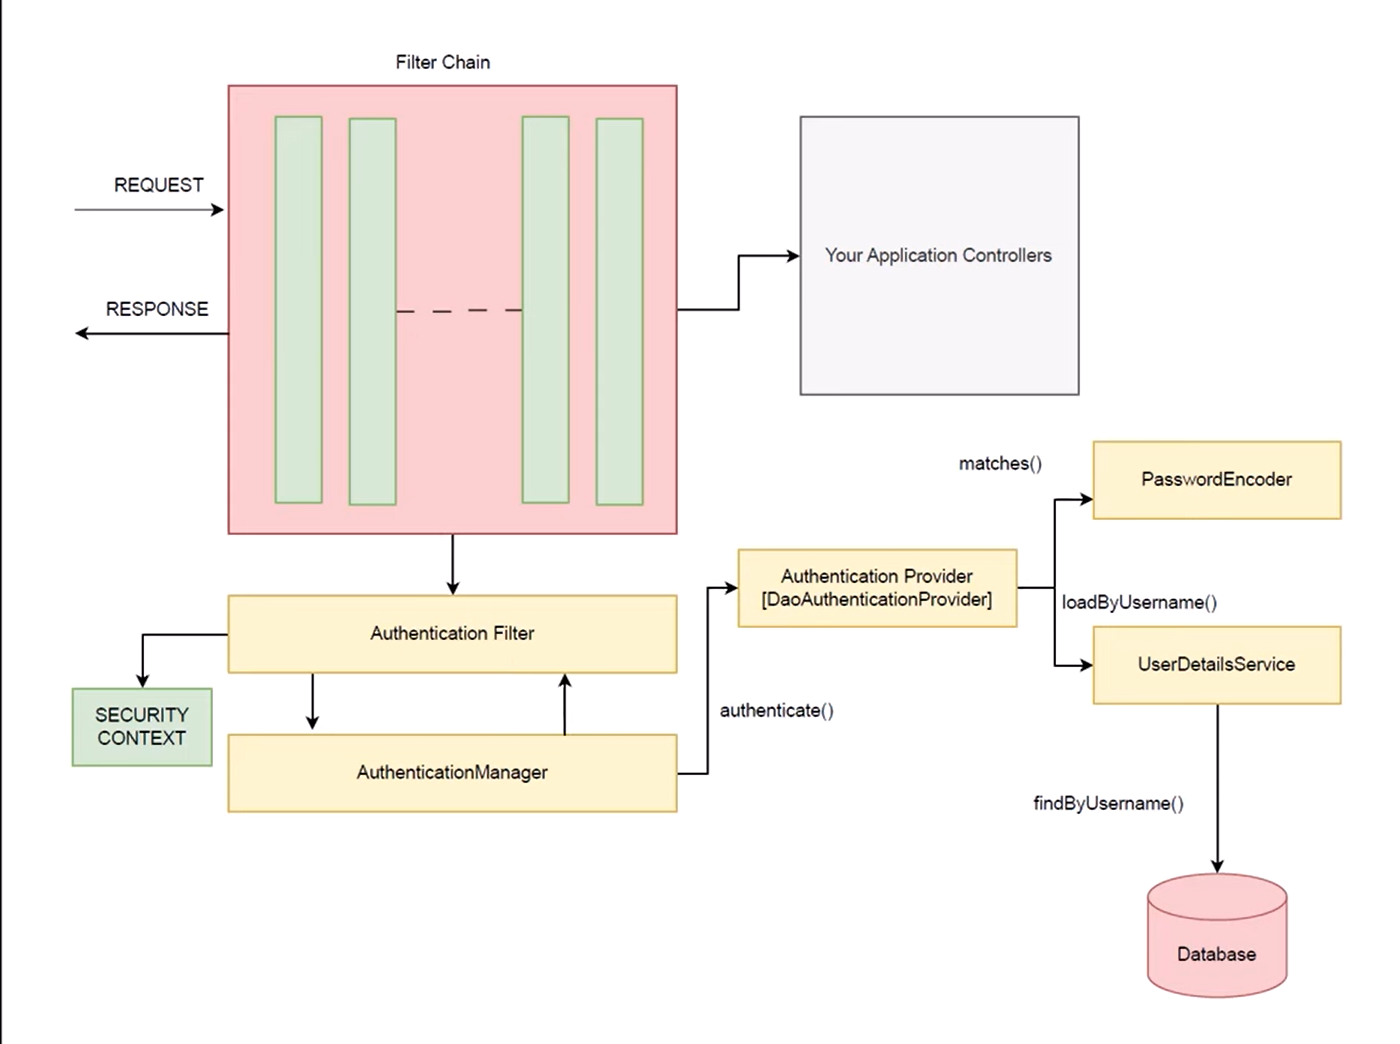 Filter Chain
REQUEST
RESPONSE
Your Application Controllers
matches()
PasswordEncoder
Authentication Provider
[DaoAuthenticationProvider]
loadByUsername()
UserDetailsService
Authentication Filter
SECURITY
CONTEXT
authenticate()
AuthenticationManager
findByUsername()
Database